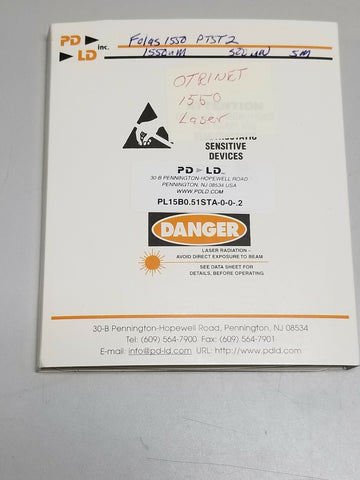 PD
LD inc.
Folas 1550 PTST2
1550nM 500uW SM
OTRINET
1550
Laser
ATTENTION
SENSITIVE
DEVICES
PD LD inc.
30-B PENNINGTON-HOPEWELL ROAD
PENNINGTON, NJ 08534 USA
WWW.PDLD.COM
PL15B0.51STA-0-0-.2
DANGER
LASER RADIATION -
AVOID DIRECT EXPOSURE TO BEAM
SEE DATA SHEET FOR
DETAILS, BEFORE OPERATING.
30-B Pennington-Hopewell Road, Pennington, NJ 08534
Tel: (609) 564-7900 Fax: (609) 564-7901
E-mail: info@pd-ld.com URL: http://www.pdld.com